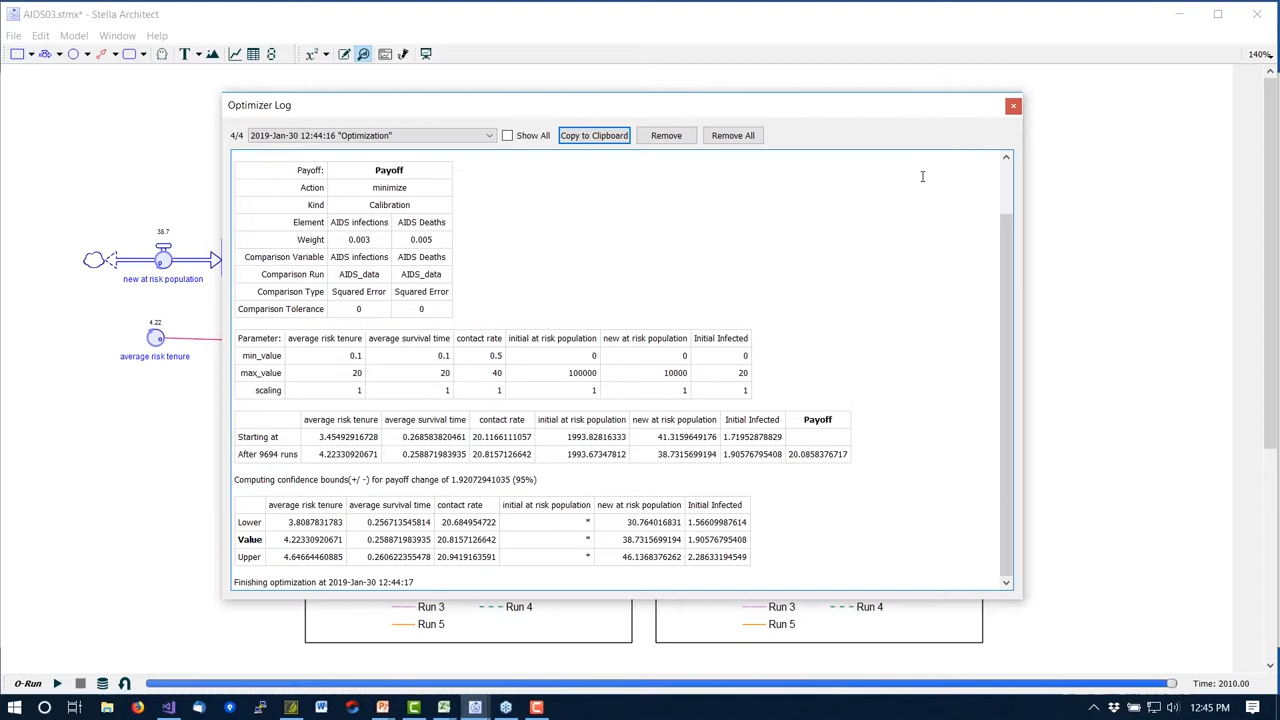 AIDS03.stmx* - Stella Architect
File Edit Model Window Help
T x² 140%
Optimizer Log
4/4 2019-Jan-30 12:44:16 "Optimization" Show All Copy to Clipboard Remove Remove All
Payoff: Payoff
Action minimize
Kind Calibration
Element AIDS infections AIDS Deaths
Weight 0.003 0.005
Comparison Variable AIDS infections AIDS Deaths
Comparison Run AIDS_data AIDS_data
Comparison Type Squared Error Squared Error
Comparison Tolerance 0 0
38.7
new at risk population
4.22
average risk tenure
Parameter: average risk tenure average survival time contact rate initial at risk population new at risk population Initial Infected
min_value 0.1 0.1 0.5 0 0 0
max_value 20 20 40 100000 10000 20
scaling 1 1 1 1 1 1
average risk tenure average survival time contact rate initial at risk population new at risk population Initial Infected Payoff
Starting at 3.45492916728 0.268583820461 20.1166111057 1993.82816333 41.3159649176 1.71952878829
After 9694 runs 4.22330920671 0.258871983935 20.8157126642 1993.67347812 38.7315699194 1.90576795408 20.0858376717
Computing confidence bounds(+/ -) for payoff change of 1.92072941035 (95%)
average risk tenure average survival time contact rate initial at risk population new at risk population Initial Infected
Lower 3.8087831783 0.256713545814 20.684954722 * 30.764016831 1.56609987614
Value 4.22330920671 0.258871983935 20.8157126642 * 38.7315699194 1.90576795408
Upper 4.64664460885 0.260622355478 20.9419163591 * 46.1368376262 2.28633194549
Finishing optimization at 2019-Jan-30 12:44:17
Run 3 Run 4 Run 3 Run 4
Run 5 Run 5
O-Run Time: 2010.00
12:45 PM